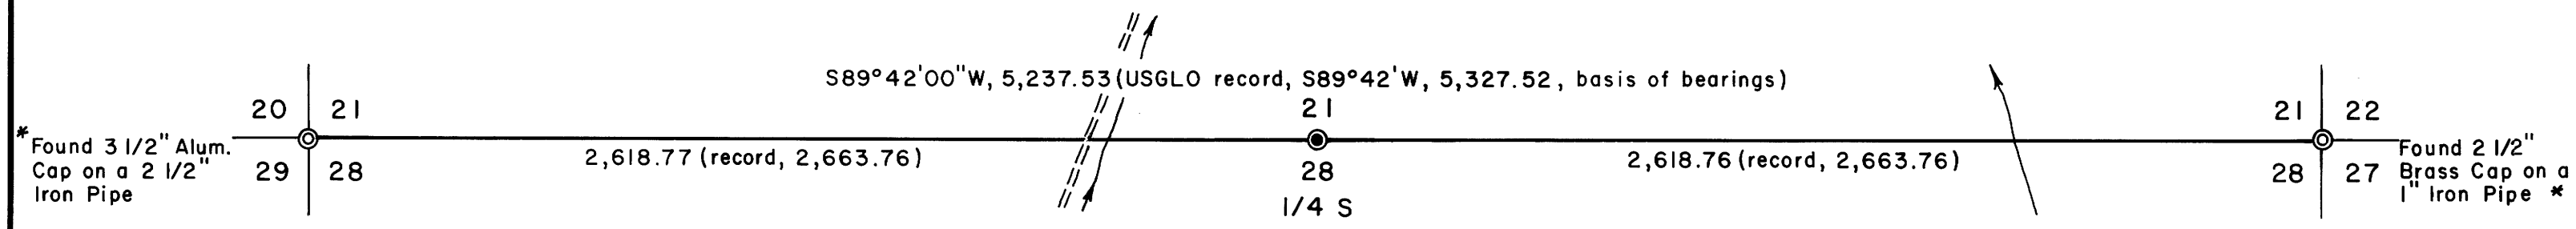 S89°42'00"W, 5,237.53 (USGLO record, S89°42'W, 5,327.52, basis of bearings)
20 21
21
21 22
* Found 3 1/2" Alum.
Cap on a 2 1/2"
Iron Pipe
29 28
2,618.77 (record, 2,663.76)
28
1/4 S
2,618.76 (record, 2,663.76)
28 27
Found 2 1/2"
Brass Cap on a
1" Iron Pipe *